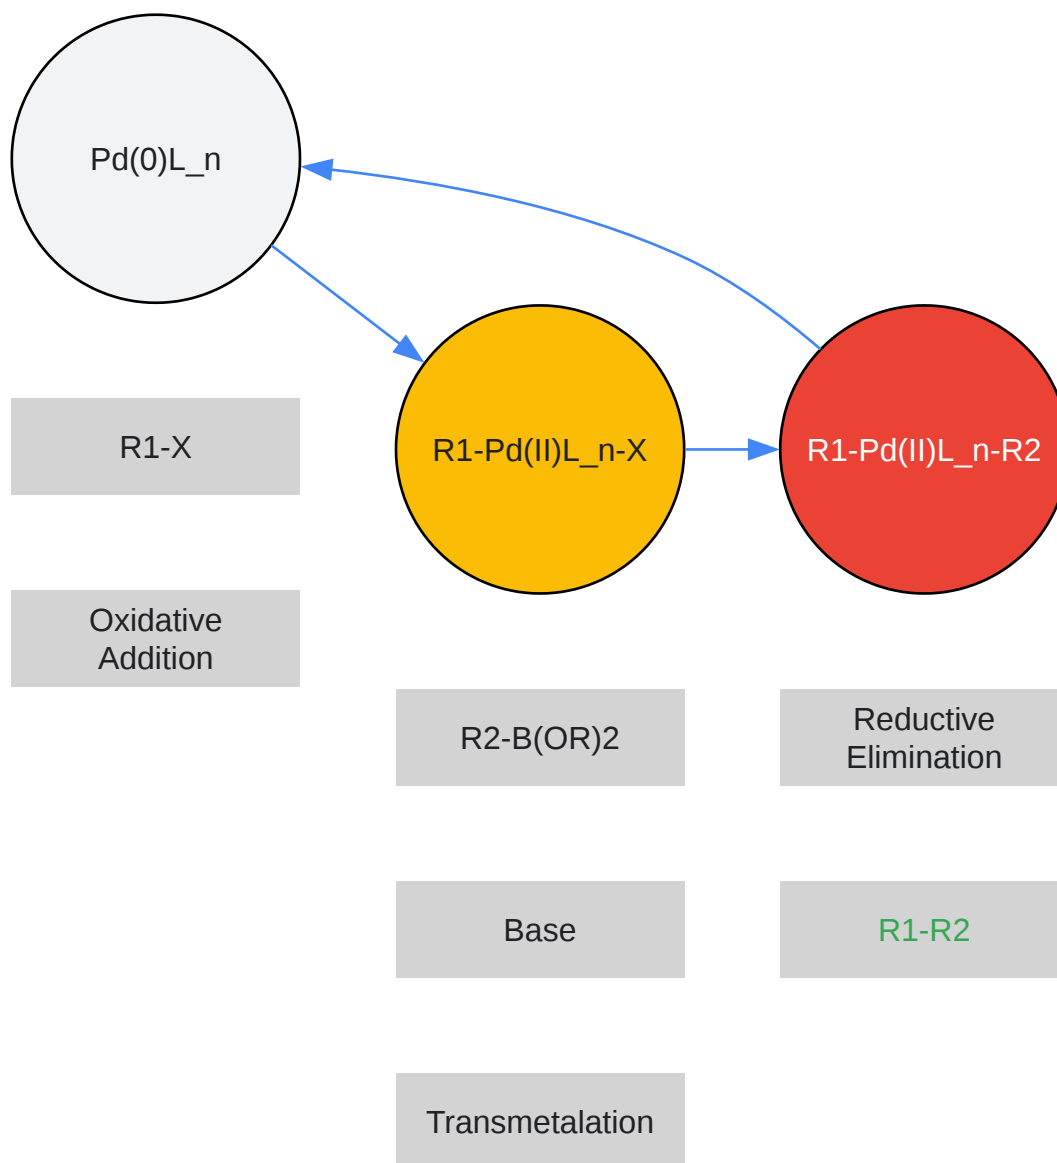 Pd(0)L_n
R1-Pd(II)L_n-X
R1-Pd(II)L_n-R2
R1-X
Oxidative
Addition
R2-B(OR)2
Reductive
Elimination
Base
R1-R2
Transmetalation